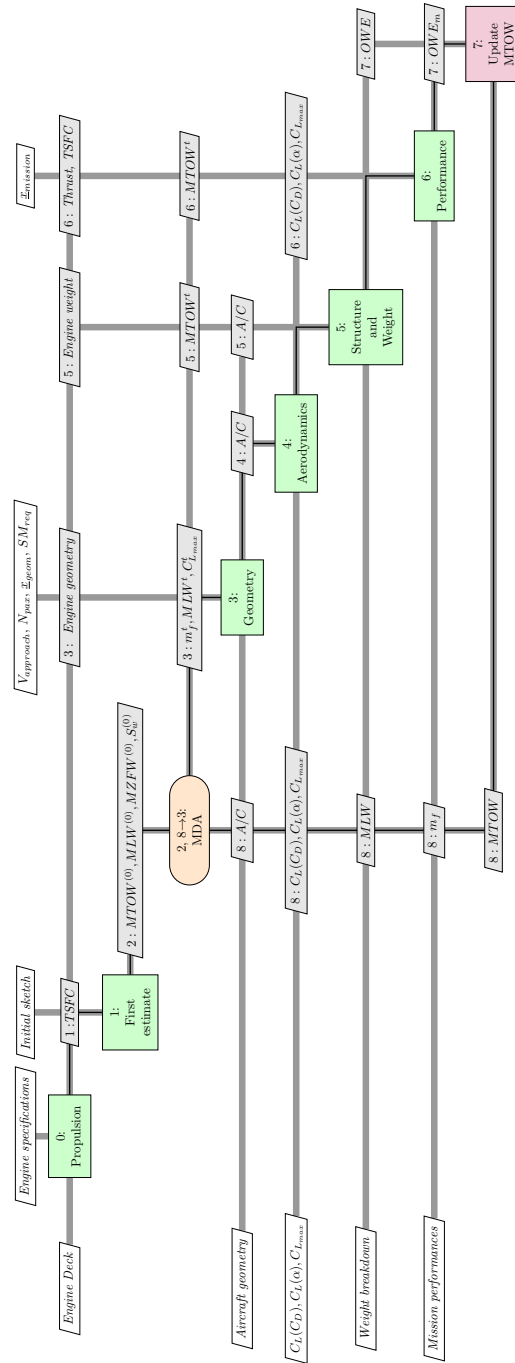 Engine specifications
Initial sketch
V_approach, N_pax, x_geom, SM_req
x_mission
Engine Deck
0:
Propulsion
1 : TSFC
3 : Engine geometry
5 : Engine weight
6 : Thrust, TSFC
1:
First
estimate
2 : MTOW^(0), MLW^(0), MZFW^(0), S_w^(0)
2, 8→3:
MDA
3 : m_f^t, MLW^t, C_Lmax^t
5 : MTOW^t
6 : MTOW^t
Aircraft geometry
8 : A/C
3:
Geometry
4 : A/C
5 : A/C
C_L(C_D), C_L(α), C_Lmax
8 : C_L(C_D), C_L(α), C_Lmax
4:
Aerodynamics
6 : C_L(C_D), C_L(α), C_Lmax
Weight breakdown
8 : MLW
5:
Structure
and
Weight
7 : OWE
Mission performances
8 : m_f
6:
Performance
7 : OWE_m
8 : MTOW
7:
Update
MTOW